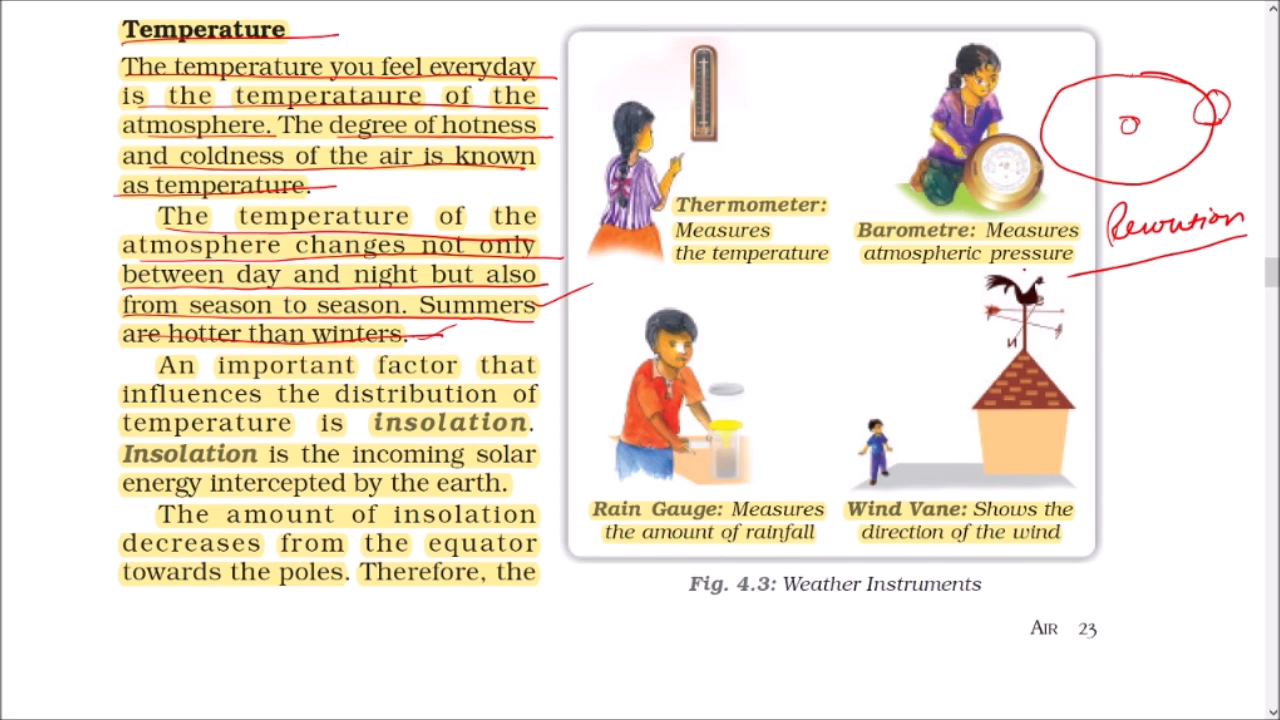 Temperature
The temperature you feel everyday
is the temperataure of the
atmosphere. The degree of hotness
and coldness of the air is known
as temperature.
The temperature of the
atmosphere changes not only
between day and night but also
from season to season. Summers
are hotter than winters.
An important factor that
influences the distribution of
temperature is insolation.
Insolation is the incoming solar
energy intercepted by the earth.
The amount of insolation
decreases from the equator
towards the poles. Therefore, the
Thermometer:
Measures
the temperature
Barometre: Measures
atmospheric pressure
Rain Gauge: Measures
the amount of rainfall
N
Wind Vane: Shows the
direction of the wind
Fig. 4.3: Weather Instruments
Revolution
AIR 23